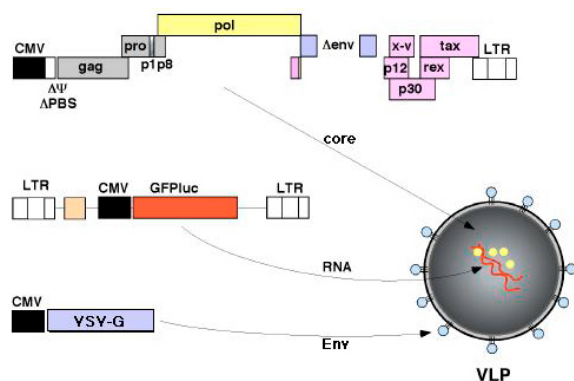 pol
CMV
pro
Δenv
x-v
tax
LTR
gag
p1p8
p12
rex
ΔΨ
ΔPBS
p30
core
LTR
CMV
GFPluc
LTR
RNA
CMV
VSV-G
Env
VLP